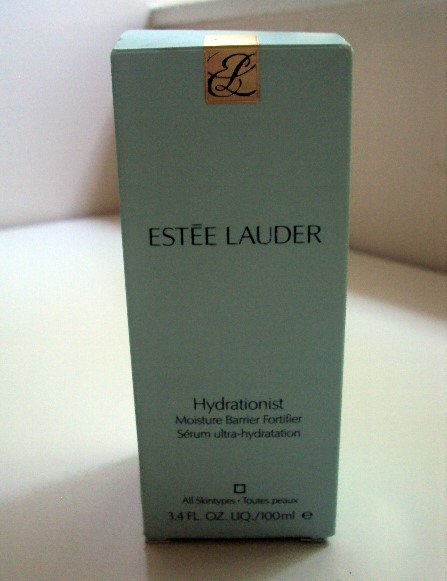 EL
ESTĒE LAUDER
Hydrationist
Moisture Barrier Fortifier
Sérum ultra-hydratation
All Skintypes • Toutes peaux
3.4 FL. OZ. LIQ./100ml e